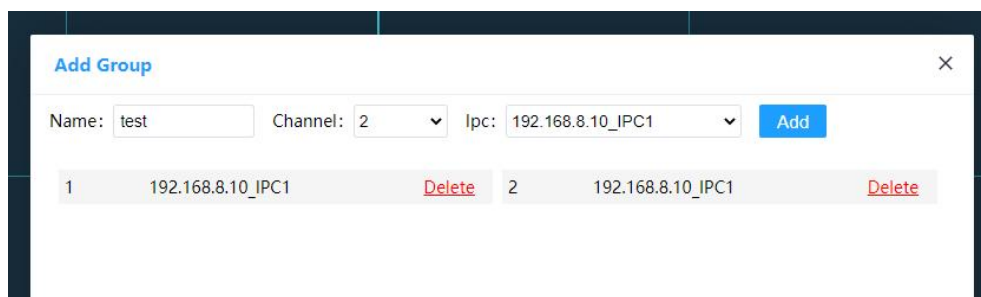 Add Group
Name: test Channel: 2 Ipc: 192.168.8.10_IPC1 Add
1 192.168.8.10_IPC1 Delete 2 192.168.8.10_IPC1 Delete